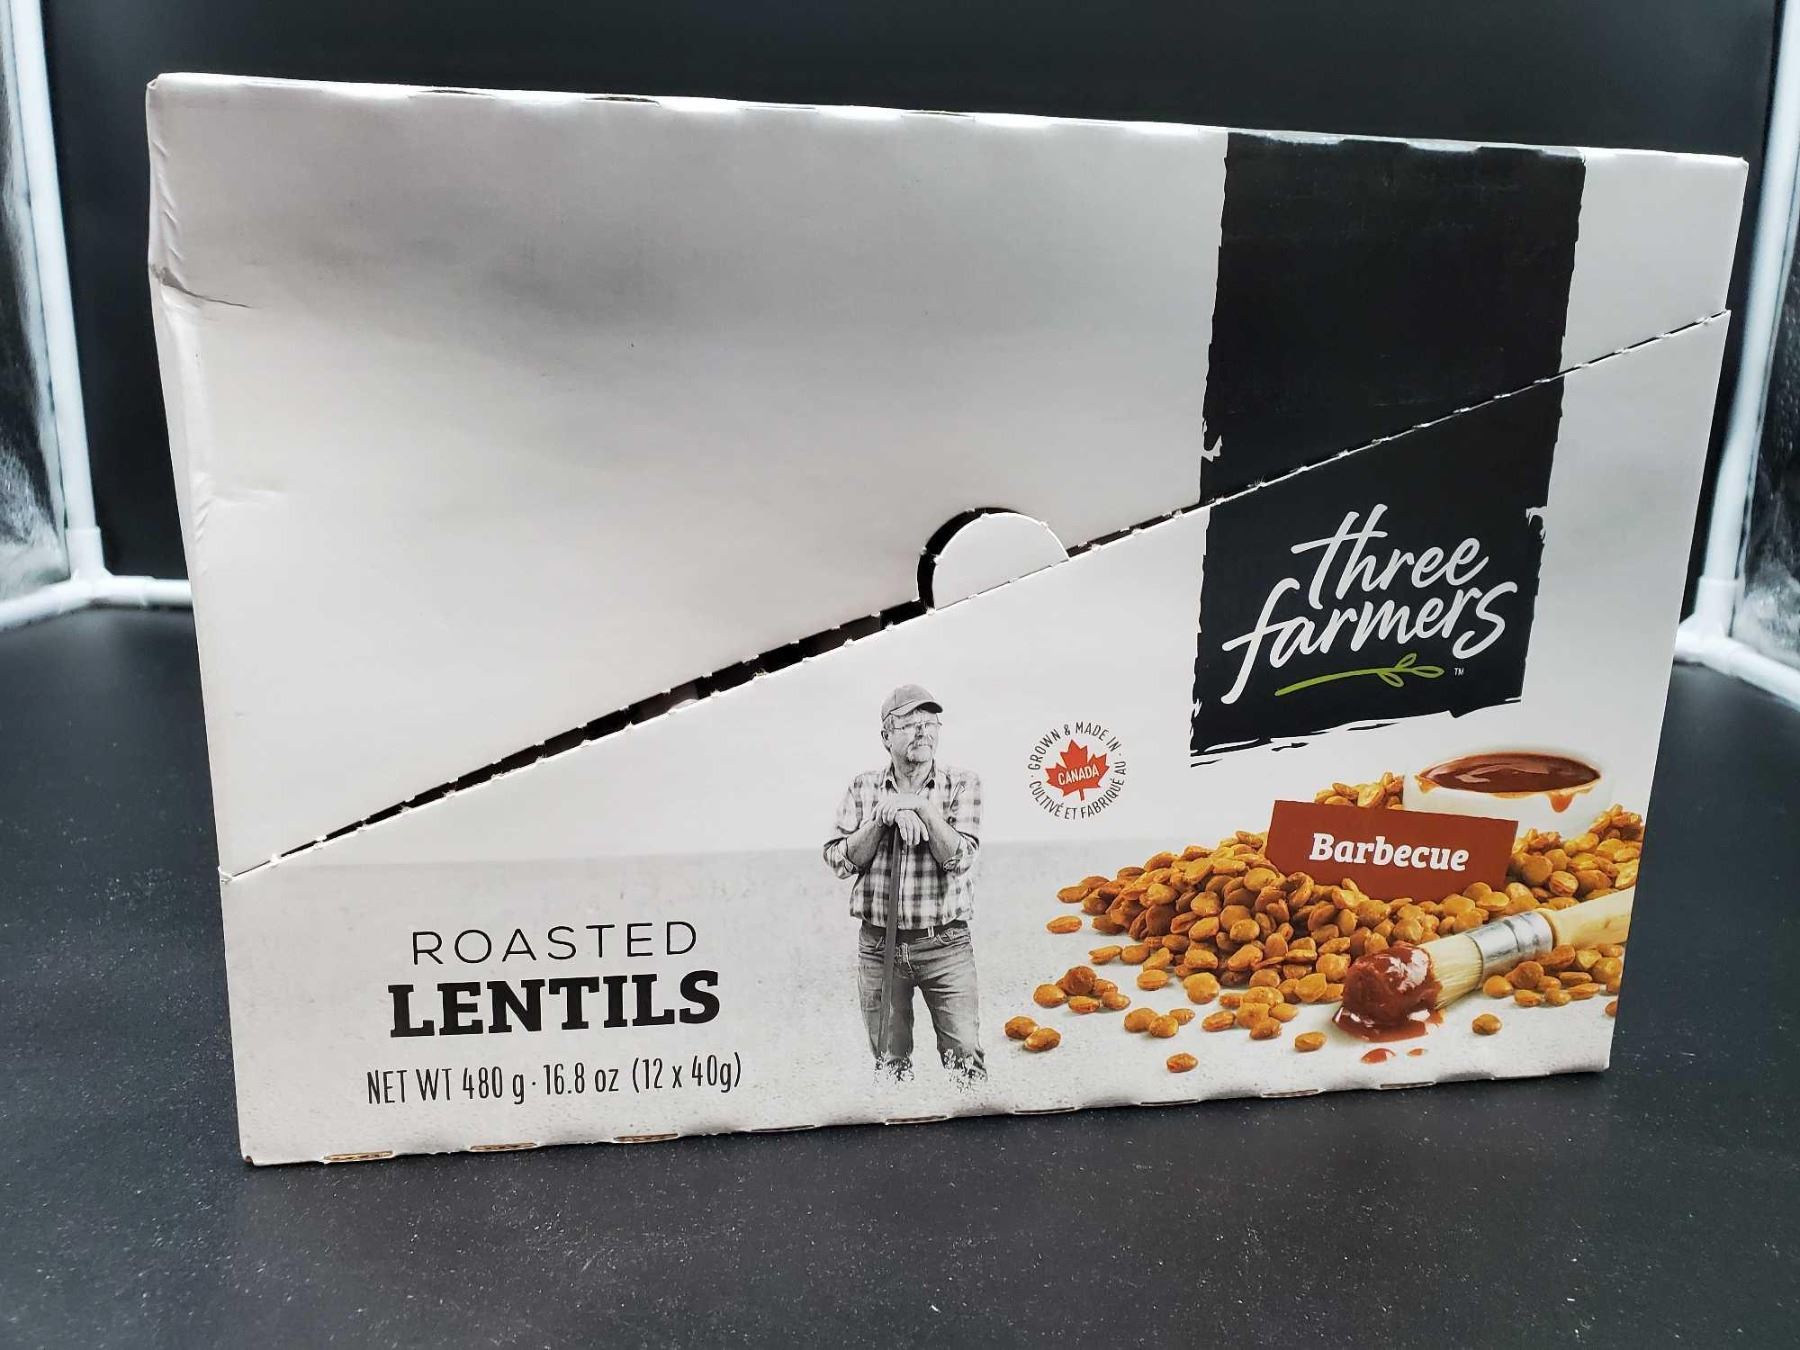 three
farmers
TM
GROWN & MADE IN
CANADA
CULTIVÉ ET FABRIQUÉ AU
Barbecue
ROASTED
LENTILS
NET WT 480 g · 16.8 oz (12 x 40g)